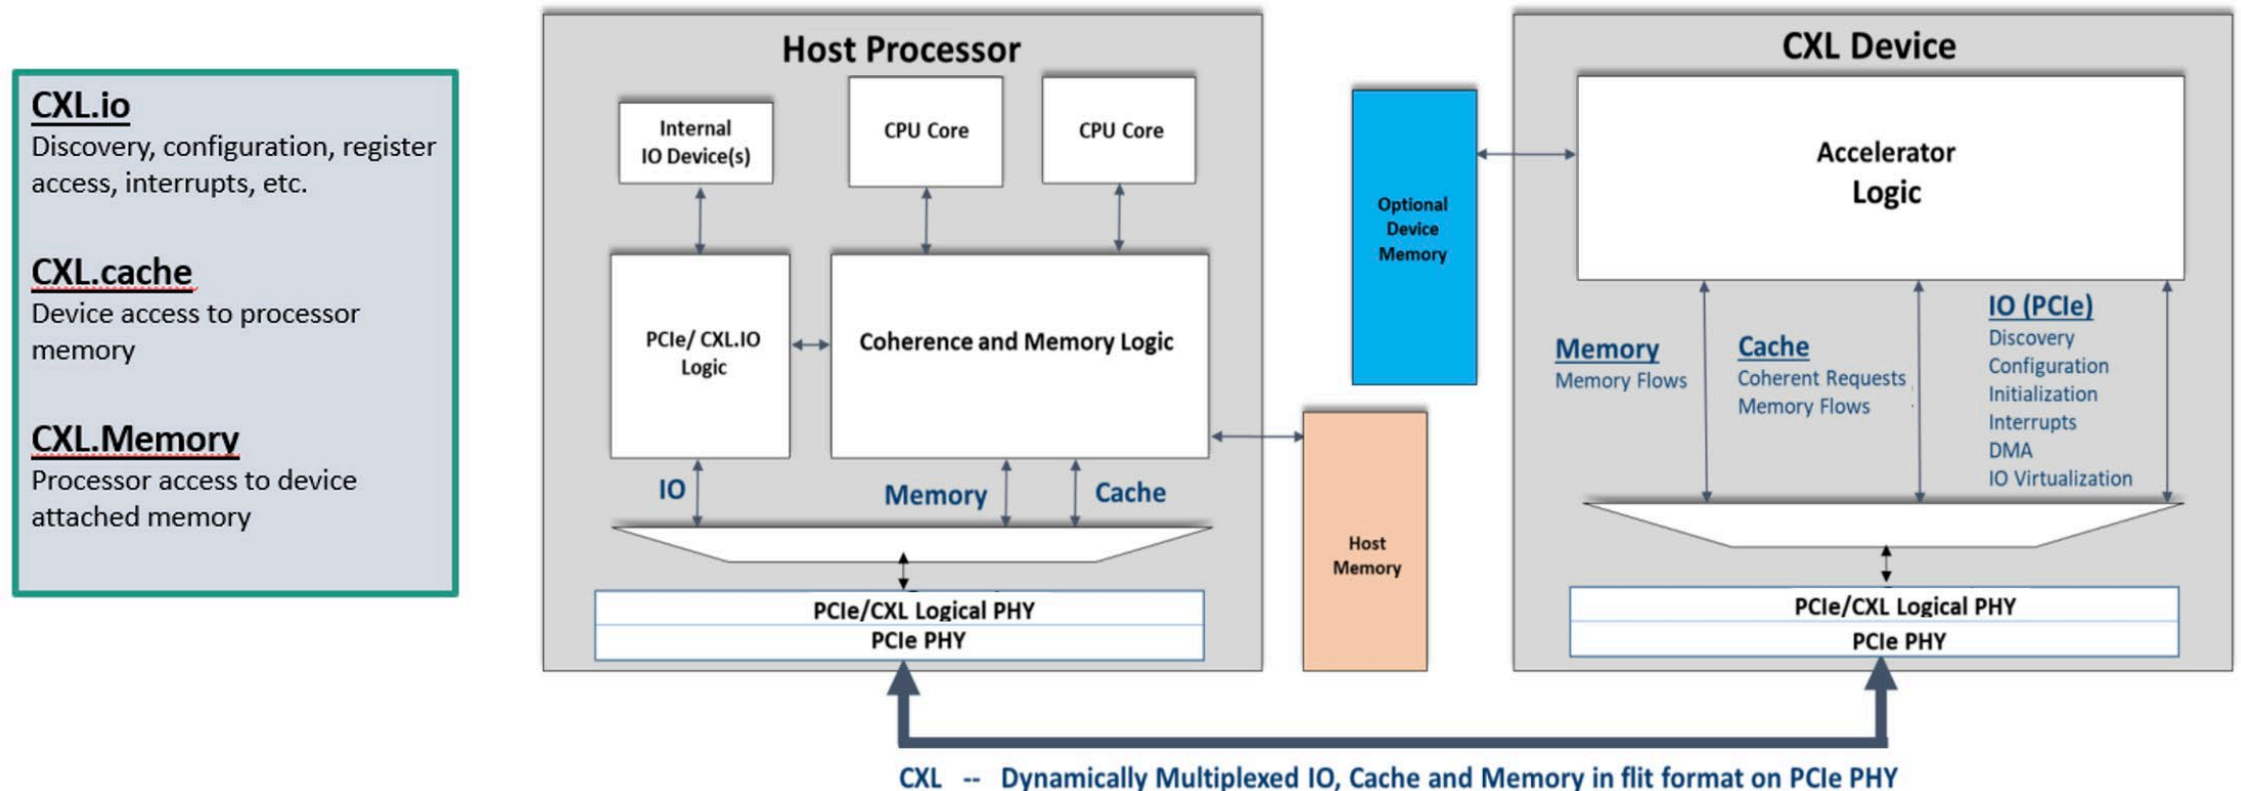 CXL.io
Discovery, configuration, register
access, interrupts, etc.
CXL.cache
Device access to processor
memory
CXL.Memory
Processor access to device
attached memory
Host Processor
Internal
IO Device(s)
CPU Core
CPU Core
PCIe/ CXL.IO
Logic
Coherence and Memory Logic
IO
Memory
Cache
PCIe/CXL Logical PHY
PCIe PHY
Optional
Device
Memory
Host
Memory
CXL Device
Accelerator
Logic
Memory
Memory Flows
Cache
Coherent Requests
Memory Flows
IO (PCIe)
Discovery
Configuration
Initialization
Interrupts
DMA
IO Virtualization
PCIe/CXL Logical PHY
PCIe PHY
CXL -- Dynamically Multiplexed IO, Cache and Memory in flit format on PCIe PHY